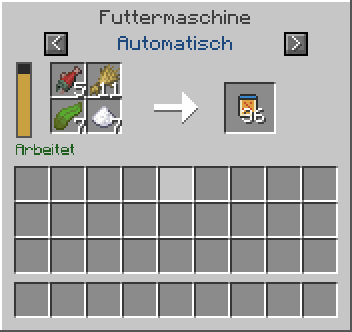 Futtermaschine
< Automatisch >
5 11
7 7
96
Arbeitet